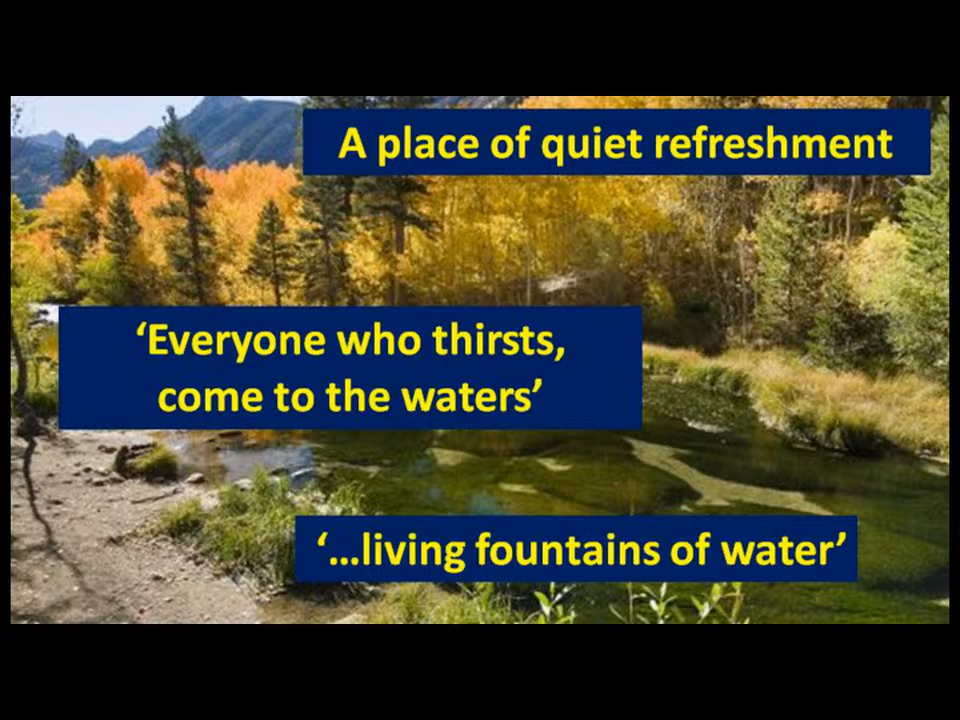 A place of quiet refreshment
‘Everyone who thirsts,
come to the waters’
‘…living fountains of water’